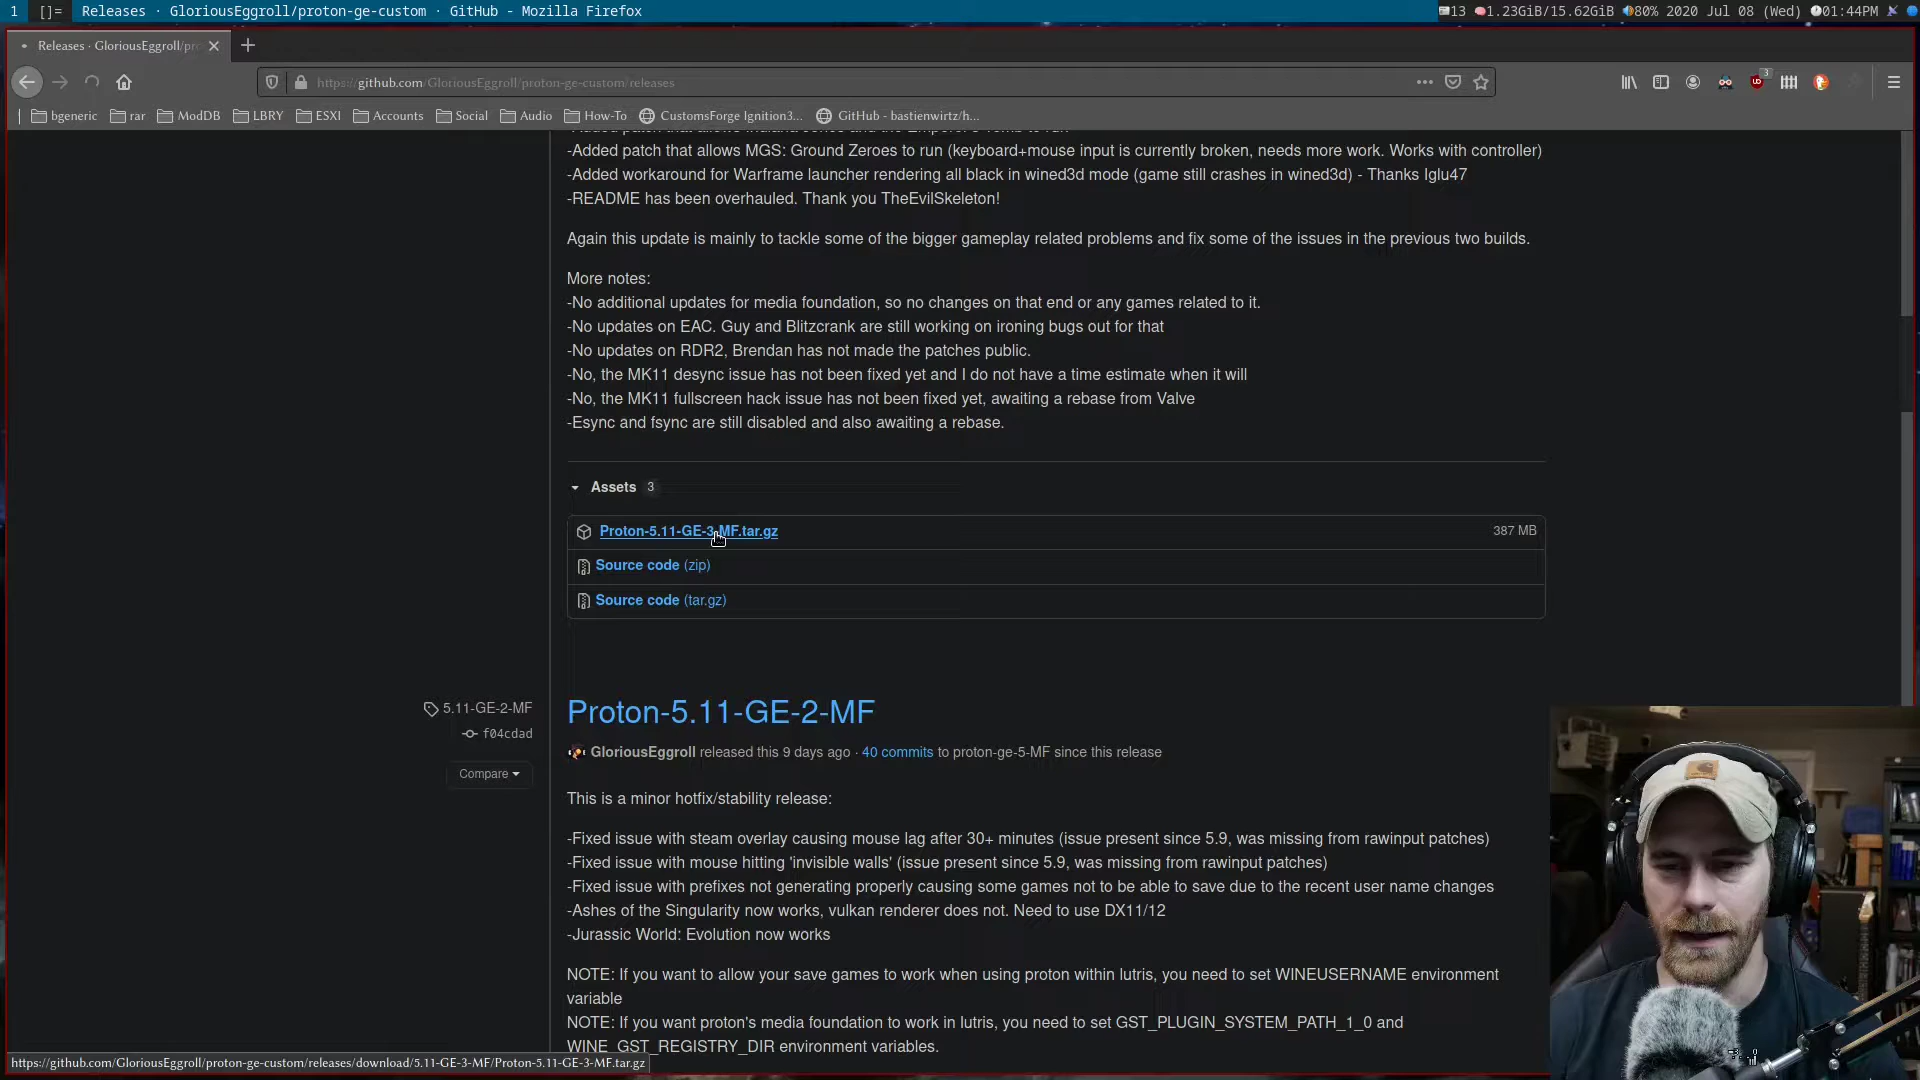 1 []= Releases · GloriousEggroll/proton-ge-custom · GitHub - Mozilla Firefox 13 1.23GiB/15.62GiB 80% 2020 Jul 08 (Wed) 01:44PM
Releases · GloriousEggroll/pr
https://github.com/GloriousEggroll/proton-ge-custom/releases 3
bgeneric rar ModDB LBRY ESXI Accounts Social Audio How-To CustomsForge Ignition3... GitHub - bastienwirtz/h...
-Added patch that allows MGS: Ground Zeroes to run (keyboard+mouse input is currently broken, needs more work. Works with controller)
-Added workaround for Warframe launcher rendering all black in wined3d mode (game still crashes in wined3d) - Thanks Iglu47
-README has been overhauled. Thank you TheEvilSkeleton!
Again this update is mainly to tackle some of the bigger gameplay related problems and fix some of the issues in the previous two builds.
More notes:
-No additional updates for media foundation, so no changes on that end or any games related to it.
-No updates on EAC. Guy and Blitzcrank are still working on ironing bugs out for that
-No updates on RDR2, Brendan has not made the patches public.
-No, the MK11 desync issue has not been fixed yet and I do not have a time estimate when it will
-No, the MK11 fullscreen hack issue has not been fixed yet, awaiting a rebase from Valve
-Esync and fsync are still disabled and also awaiting a rebase.
Assets 3
Proton-5.11-GE-3-MF.tar.gz 387 MB
Source code (zip)
Source code (tar.gz)
5.11-GE-2-MF
f04cdad
Compare
Proton-5.11-GE-2-MF
GloriousEggroll released this 9 days ago · 40 commits to proton-ge-5-MF since this release
This is a minor hotfix/stability release:
-Fixed issue with steam overlay causing mouse lag after 30+ minutes (issue present since 5.9, was missing from rawinput patches)
-Fixed issue with mouse hitting 'invisible walls' (issue present since 5.9, was missing from rawinput patches)
-Fixed issue with prefixes not generating properly causing some games not to be able to save due to the recent user name changes
-Ashes of the Singularity now works, vulkan renderer does not. Need to use DX11/12
-Jurassic World: Evolution now works
NOTE: If you want to allow your save games to work when using proton within lutris, you need to set WINEUSERNAME environment
variable
NOTE: If you want proton's media foundation to work in lutris, you need to set GST_PLUGIN_SYSTEM_PATH_1_0 and
WINE_GST_REGISTRY_DIR environment variables.
https://github.com/GloriousEggroll/proton-ge-custom/releases/download/5.11-GE-3-MF/Proton-5.11-GE-3-MF.tar.gz